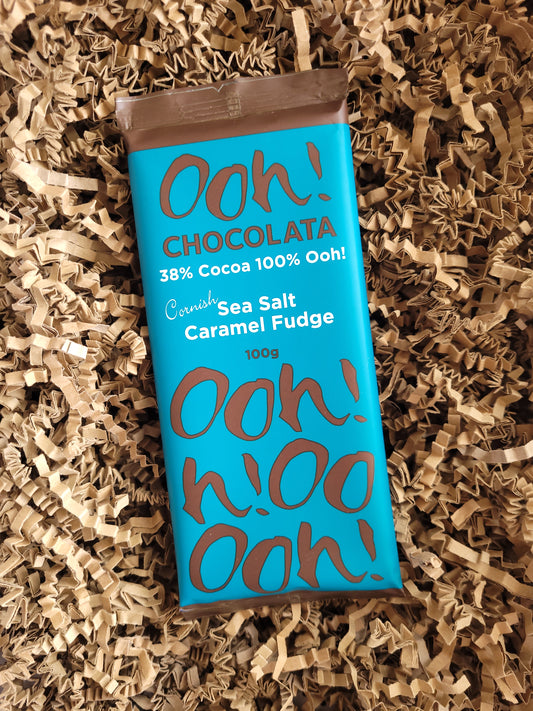 Ooh!
CHOCOLATA
38% Cocoa 100% Ooh!
Cornish Sea Salt
Caramel Fudge
100g
Ooh!
h!Oo
Ooh!